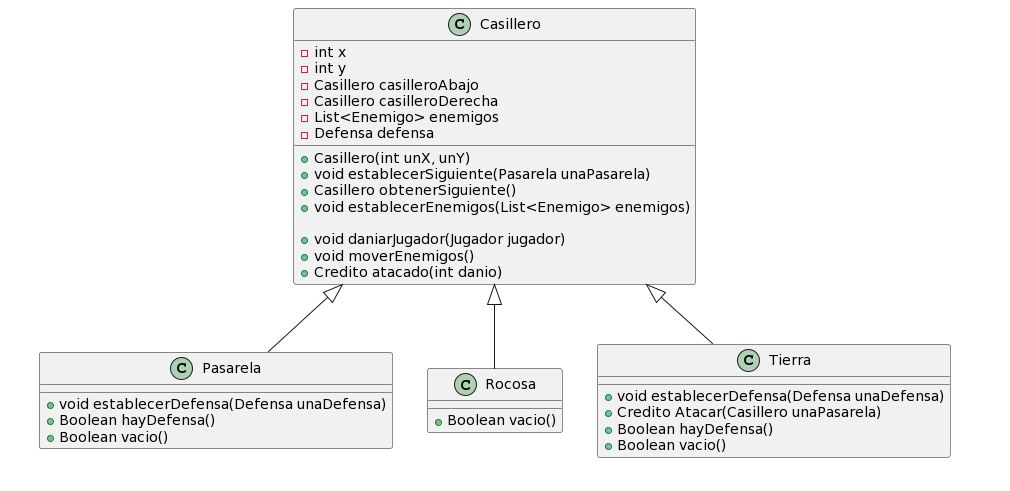 C Casillero
int x
int y
Casillero casilleroAbajo
Casillero casilleroDerecha
List<Enemigo> enemigos
Defensa defensa
Casillero(int unX, unY)
void establecerSiguiente(Pasarela unaPasarela)
Casillero obtenerSiguiente()
void establecerEnemigos(List<Enemigo> enemigos)
void daniarJugador(Jugador jugador)
void moverEnemigos()
Credito atacado(int danio)
C Pasarela
void establecerDefensa(Defensa unaDefensa)
Boolean hayDefensa()
Boolean vacio()
C Rocosa
Boolean vacio()
C Tierra
void establecerDefensa(Defensa unaDefensa)
Credito Atacar(Casillero unaPasarela)
Boolean hayDefensa()
Boolean vacio()